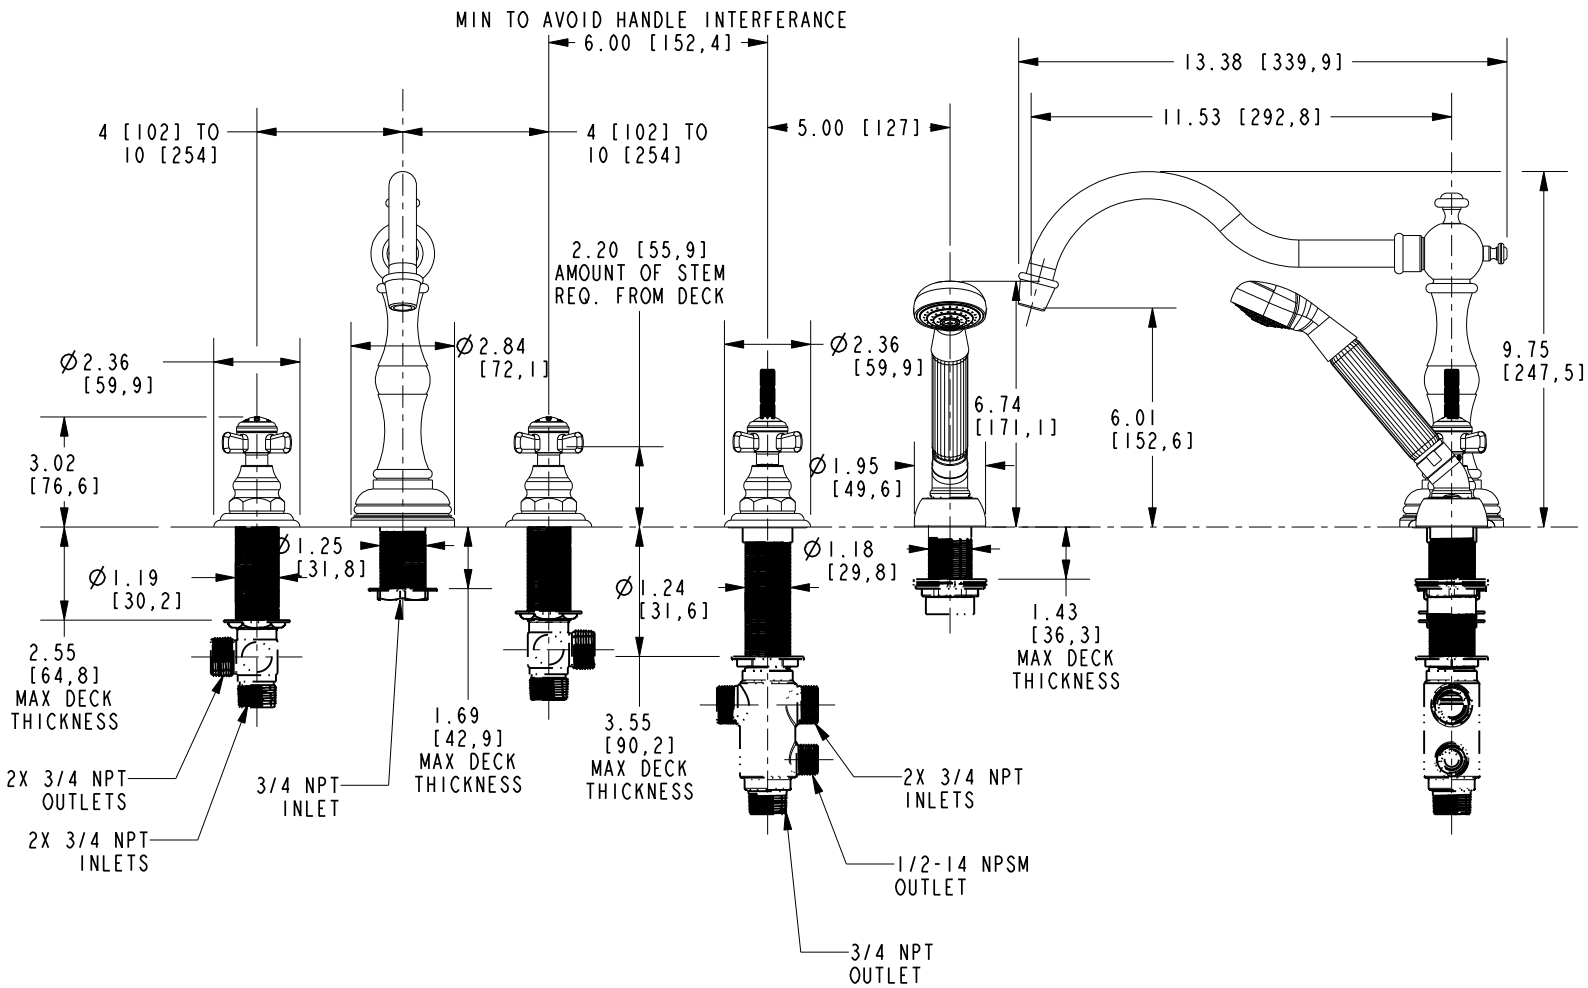 MIN TO AVOID HANDLE INTERFERANCE
6.00 [152,4]
13.38 [339,9]
4 [102] TO
10 [254]
4 [102] TO
10 [254]
5.00 [127]
11.53 [292,8]
2.20 [55,9]
AMOUNT OF STEM
REQ. FROM DECK
Ø2.36
[59,9]
Ø2.84
[72,1]
Ø2.36
[59,9]
9.75
[247,5]
6.74
[171,1]
6.01
[152,6]
3.02
[76,6]
Ø1.95
[49,6]
Ø1.25
[31,8]
Ø1.18
[29,8]
Ø1.19
[30,2]
Ø1.24
[31,6]
2.55
[64,8]
MAX DECK
THICKNESS
1.43
[36,3]
MAX DECK
THICKNESS
1.69
[42,9]
MAX DECK
THICKNESS
3.55
[90,2]
MAX DECK
THICKNESS
2X 3/4 NPT
OUTLETS
3/4 NPT
INLET
2X 3/4 NPT
INLETS
2X 3/4 NPT
INLETS
1/2-14 NPSM
OUTLET
3/4 NPT
OUTLET